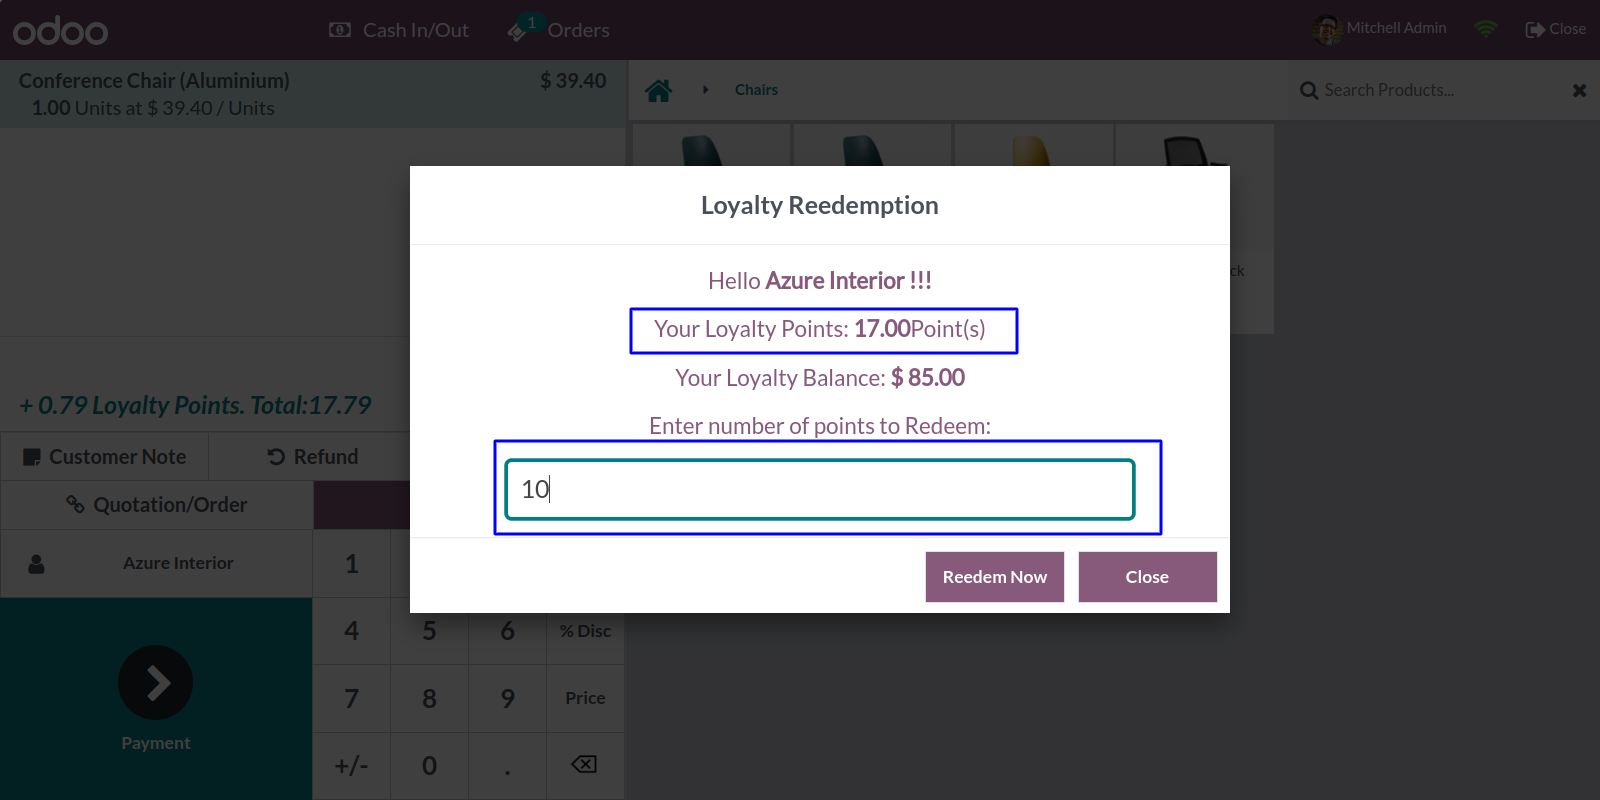 odoo
Cash In/Out
1
Orders
Mitchell Admin
Close
Conference Chair (Aluminium)
$ 39.40
1.00 Units at $ 39.40 / Units
Chairs
Search Products...
Loyalty Reedemption
Hello Azure Interior !!!
Your Loyalty Points: 17.00Point(s)
Your Loyalty Balance: $ 85.00
Enter number of points to Redeem:
10
Reedem Now
Close
ck
+ 0.79 Loyalty Points. Total:17.79
Customer Note
Refund
Quotation/Order
Azure Interior
Payment
1
4
5
6
% Disc
7
8
9
Price
+/-
0
.